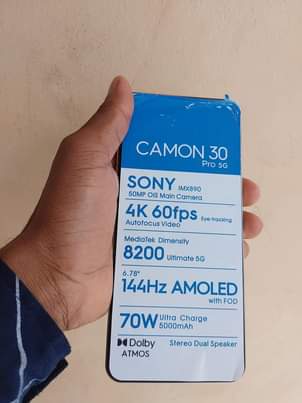 CAMON 30
Pro 5G
SONY IMX890
50MP OIS Main Camera
4K 60fps Eye-tracking
Autofocus Video
MediaTek Dimensity
8200 Ultimate 5G
6.78"
144Hz AMOLED
with FOD
70W Ultra Charge
5000mAh
Dolby
ATMOS
Stereo Dual Speaker